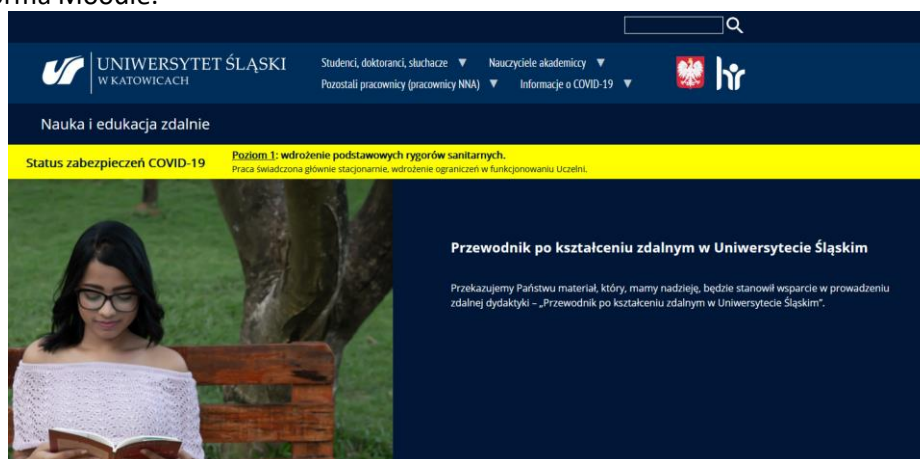 Moodle.
UNIWERSYTET ŚLĄSKI
W KATOWICACH
Studenci, doktoranci, słuchacze ▼ Nauczyciele akademiccy ▼
Pozostali pracownicy (pracownicy NNA) ▼ Informacje o COVID-19 ▼
Nauka i edukacja zdalnie
Status zabezpieczeń COVID-19
Poziom 1: wdrożenie podstawowych rygorów sanitarnych.
Praca świadczona głównie stacjonarnie, wdrożenie ograniczeń w funkcjonowaniu Uczelni.
Przewodnik po kształceniu zdalnym w Uniwersytecie Śląskim
Przekazujemy Państwu materiał, który, mamy nadzieję, będzie stanowił wsparcie w prowadzeniu
zdalnej dydaktyki – „Przewodnik po kształceniu zdalnym w Uniwersytecie Śląskim”.